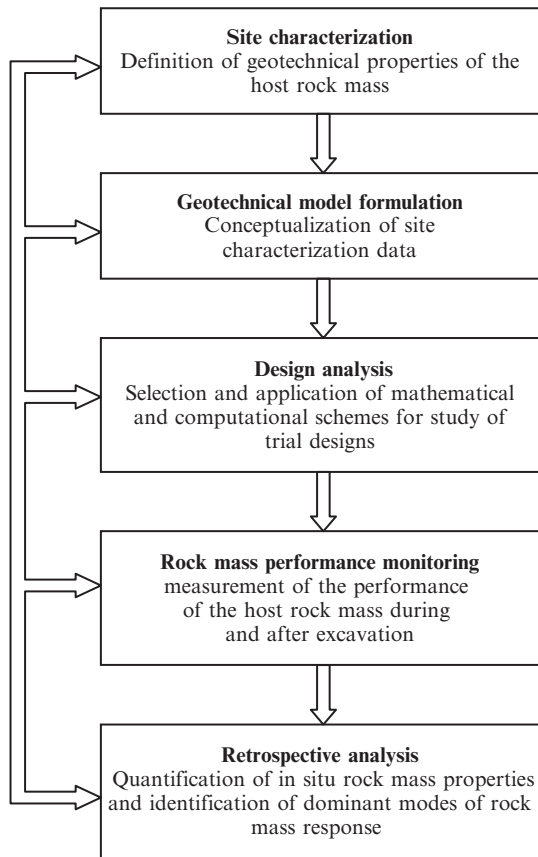 Site characterization
Definition of geotechnical properties of the
host rock mass
Geotechnical model formulation
Conceptualization of site
characterization data
Design analysis
Selection and application of mathematical
and computational schemes for study of
trial designs
Rock mass performance monitoring
measurement of the performance
of the host rock mass during
and after excavation
Retrospective analysis
Quantification of in situ rock mass properties
and identification of dominant modes of rock
mass response